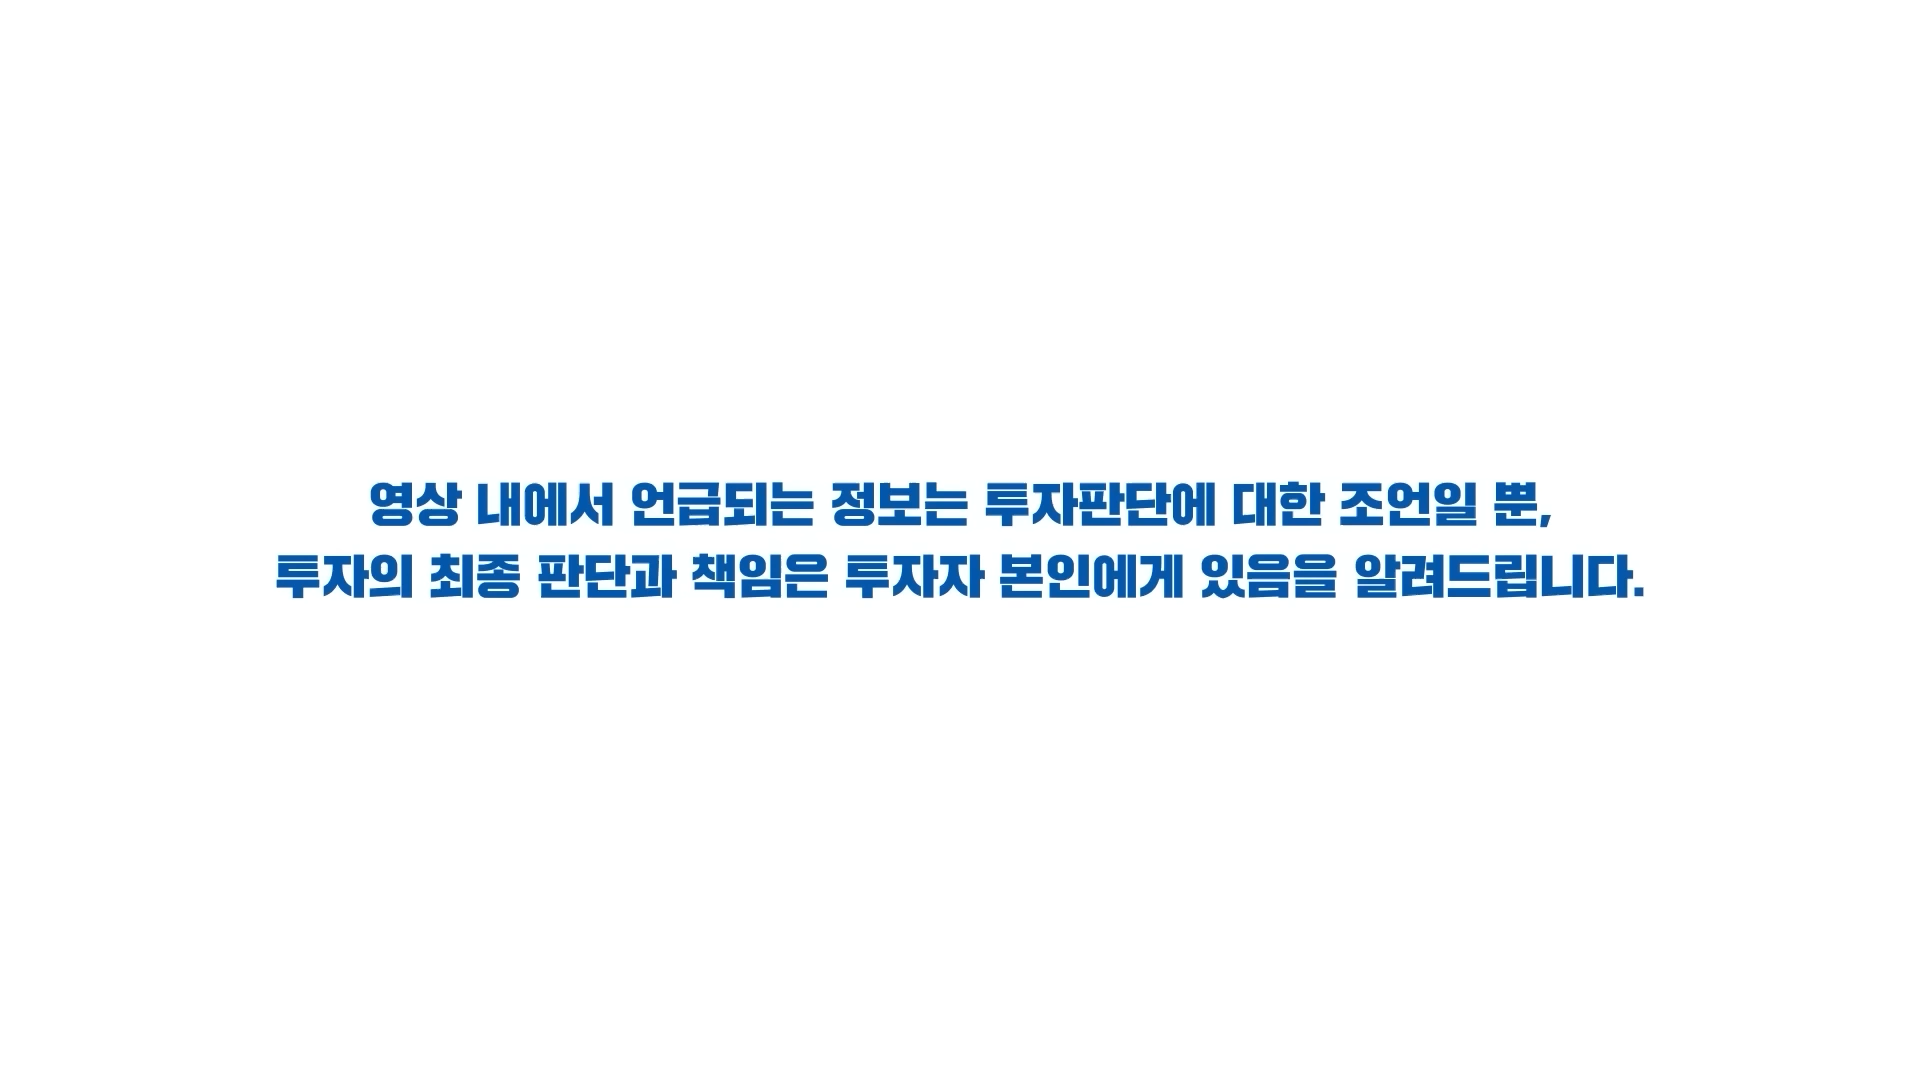 영상 내에서 언급되는 정보는 투자판단에 대한 조언일 뿐,
투자의 최종 판단과 책임은 투자자 본인에게 있음을 알려드립니다.